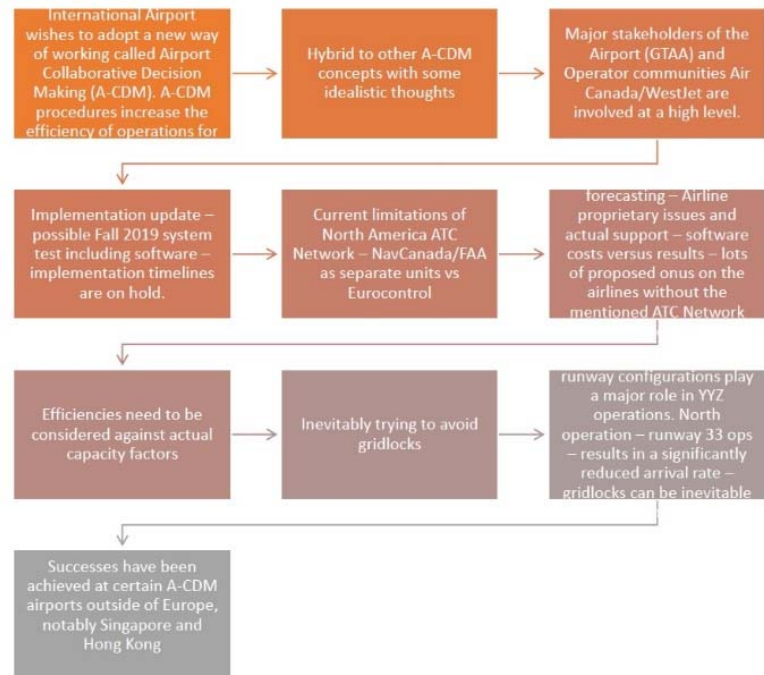 International Airport
wishes to adopt a new way
of working called Airport
Collaborative Decision
Making (A-CDM). A-CDM
procedures increase the
efficiency of operations for
Hybrid to other A-CDM
concepts with some
idealistic thoughts
Major stakeholders of
the Airport (GTAA) and
Operator communities Air
Canada/WestJet are
involved at a high level.
Implementation update –
possible Fall 2019 system
test including software –
implementation timelines
are on hold.
Current limitations of
North America ATC
Network – NavCanada/FAA
as separate units vs
Eurocontrol
forecasting – Airline
proprietary issues and
actual support – software
costs versus results – lots
of proposed onus on the
airlines without the
mentioned ATC Network
Efficiencies need to be
considered against actual
capacity factors
Inevitably trying to avoid
gridlocks
runway configurations play
a major role in YYZ
operations. North
operation – runway 33 ops
– results in a significantly
reduced arrival rate –
gridlocks can be inevitable
Successes have been
achieved at certain A-CDM
airports outside of Europe,
notably Singapore and
Hong Kong